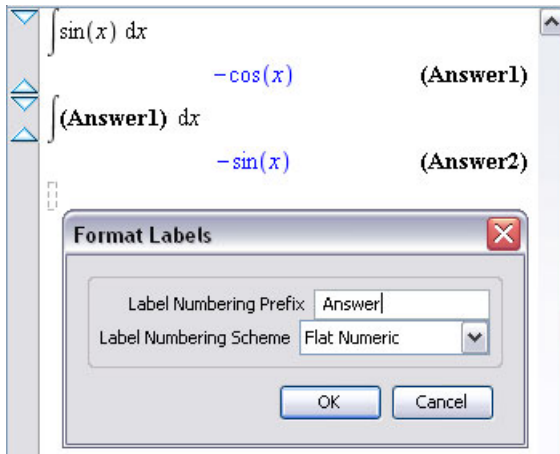 ∫sin(x) dx
−cos(x) (Answer1)
∫(Answer1) dx
−sin(x) (Answer2)
Format Labels
Label Numbering Prefix Answer
Label Numbering Scheme Flat Numeric
OK Cancel